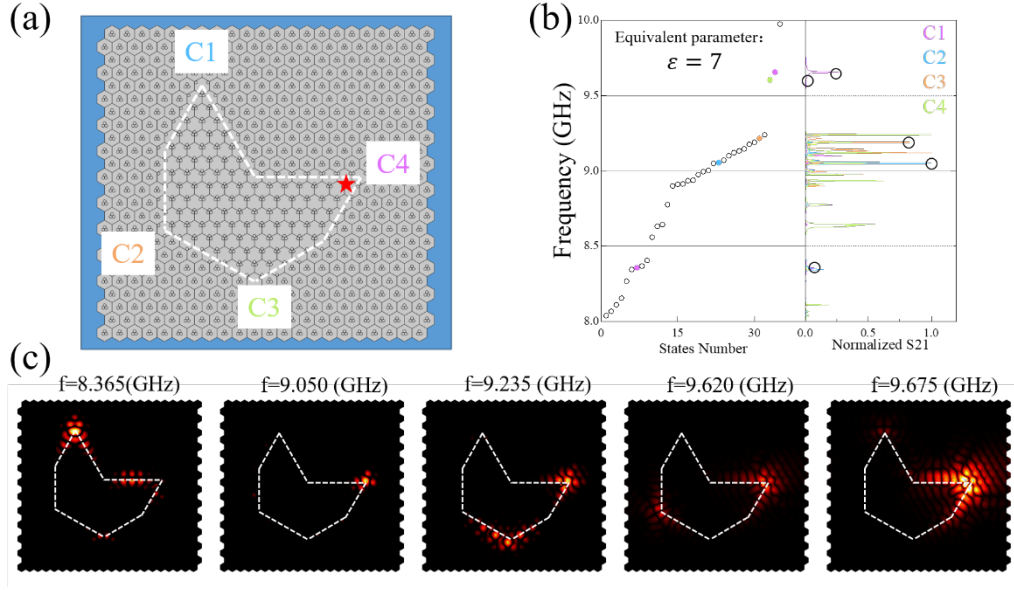 (a)
C1
C4
C2
C3
(b)
Frequency (GHz)
10.0
9.5
9.0
8.5
8.0
Equivalent parameter:
ε = 7
C1
C2
C3
C4
15
30
0.0
0.5
1.0
States Number
Normalized S21
(c)
f=8.365(GHz)
f=9.050 (GHz)
f=9.235 (GHz)
f=9.620 (GHz)
f=9.675 (GHz)